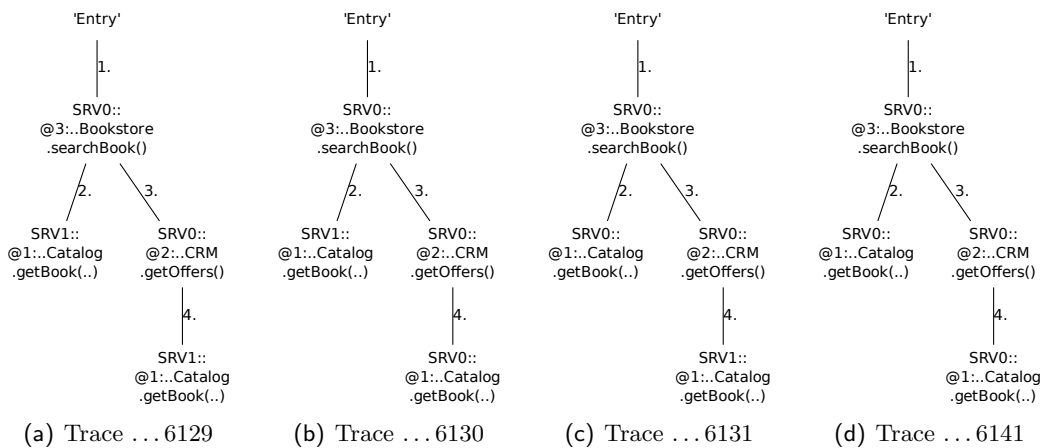 'Entry'
1.
SRV0::
@3:..Bookstore
.searchBook()
2.
3.
SRV1::
@1:..Catalog
.getBook(..)
SRV0::
@2:..CRM
.getOffers()
4.
SRV1::
@1:..Catalog
.getBook(..)
(a) Trace ...6129
'Entry'
1.
SRV0::
@3:..Bookstore
.searchBook()
2.
3.
SRV1::
@1:..Catalog
.getBook(..)
SRV0::
@2:..CRM
.getOffers()
4.
SRV0::
@1:..Catalog
.getBook(..)
(b) Trace ...6130
'Entry'
1.
SRV0::
@3:..Bookstore
.searchBook()
2.
3.
SRV0::
@1:..Catalog
.getBook(..)
SRV0::
@2:..CRM
.getOffers()
4.
SRV1::
@1:..Catalog
.getBook(..)
(c) Trace ...6131
'Entry'
1.
SRV0::
@3:..Bookstore
.searchBook()
2.
3.
SRV0::
@1:..Catalog
.getBook(..)
SRV0::
@2:..CRM
.getOffers()
4.
SRV0::
@1:..Catalog
.getBook(..)
(d) Trace ...6141